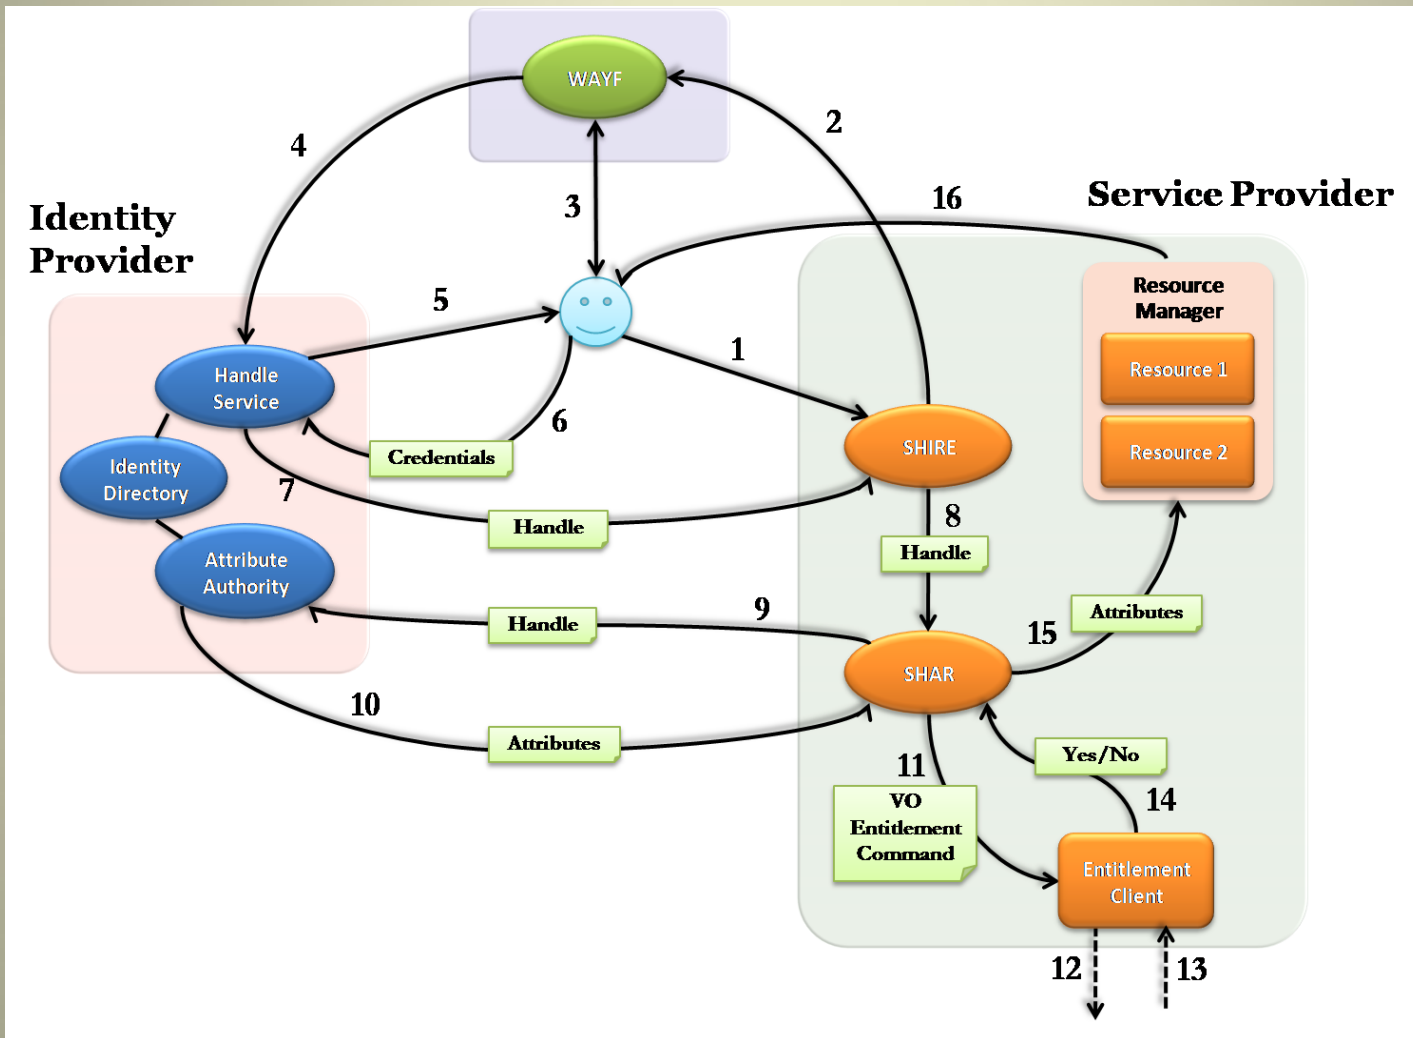 WAYF
2
4
3
16
Service Provider
Identity
Provider
5
1
Resource
Manager
Resource 1
Resource 2
Handle
Service
6
Credentials
SHIRE
Identity
Directory
7
Handle
8
Handle
Attribute
Authority
Handle
9
Attributes
15
SHAR
10
Attributes
11
VO
Entitlement
Command
Yes/No
14
Entitlement
Client
12
13